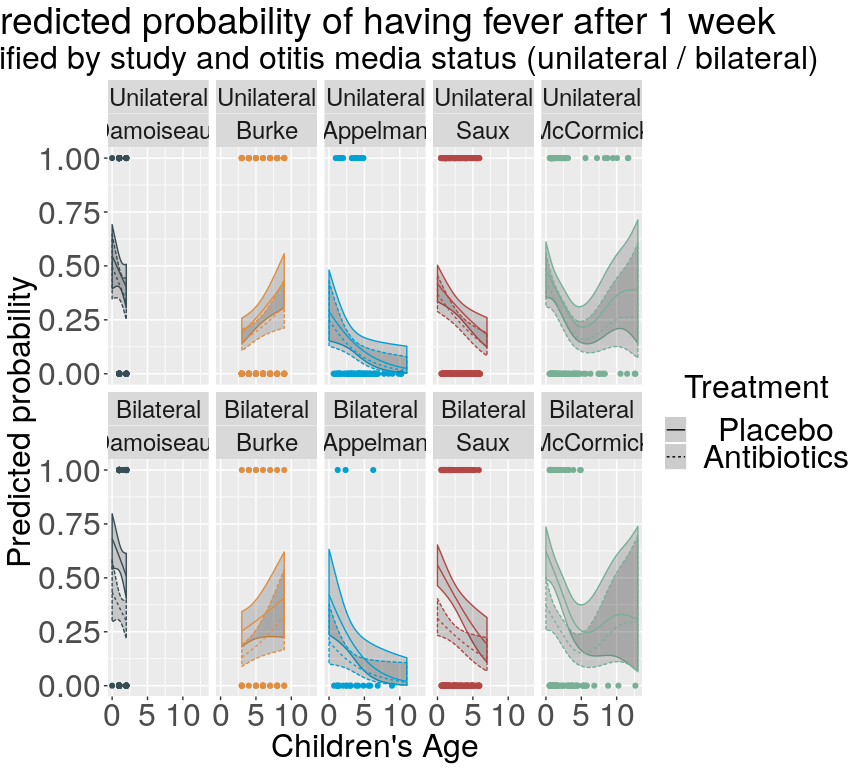 redicted probability of having fever after 1 week
ified by study and otitis media status (unilateral / bilateral)
Unilateral Unilateral Unilateral Unilateral Unilateral
Damoiseau Burke Appelman Saux McCormick
1.00
0.75
0.50
0.25
0.00
Bilateral Bilateral Bilateral Bilateral Bilateral
Damoiseau Burke Appelman Saux McCormick
1.00
0.75
0.50
0.25
0.00
0 5 10 0 5 10 0 5 10 0 5 10 0 5 10
Children's Age
Predicted probability
Treatment
Placebo
Antibiotics